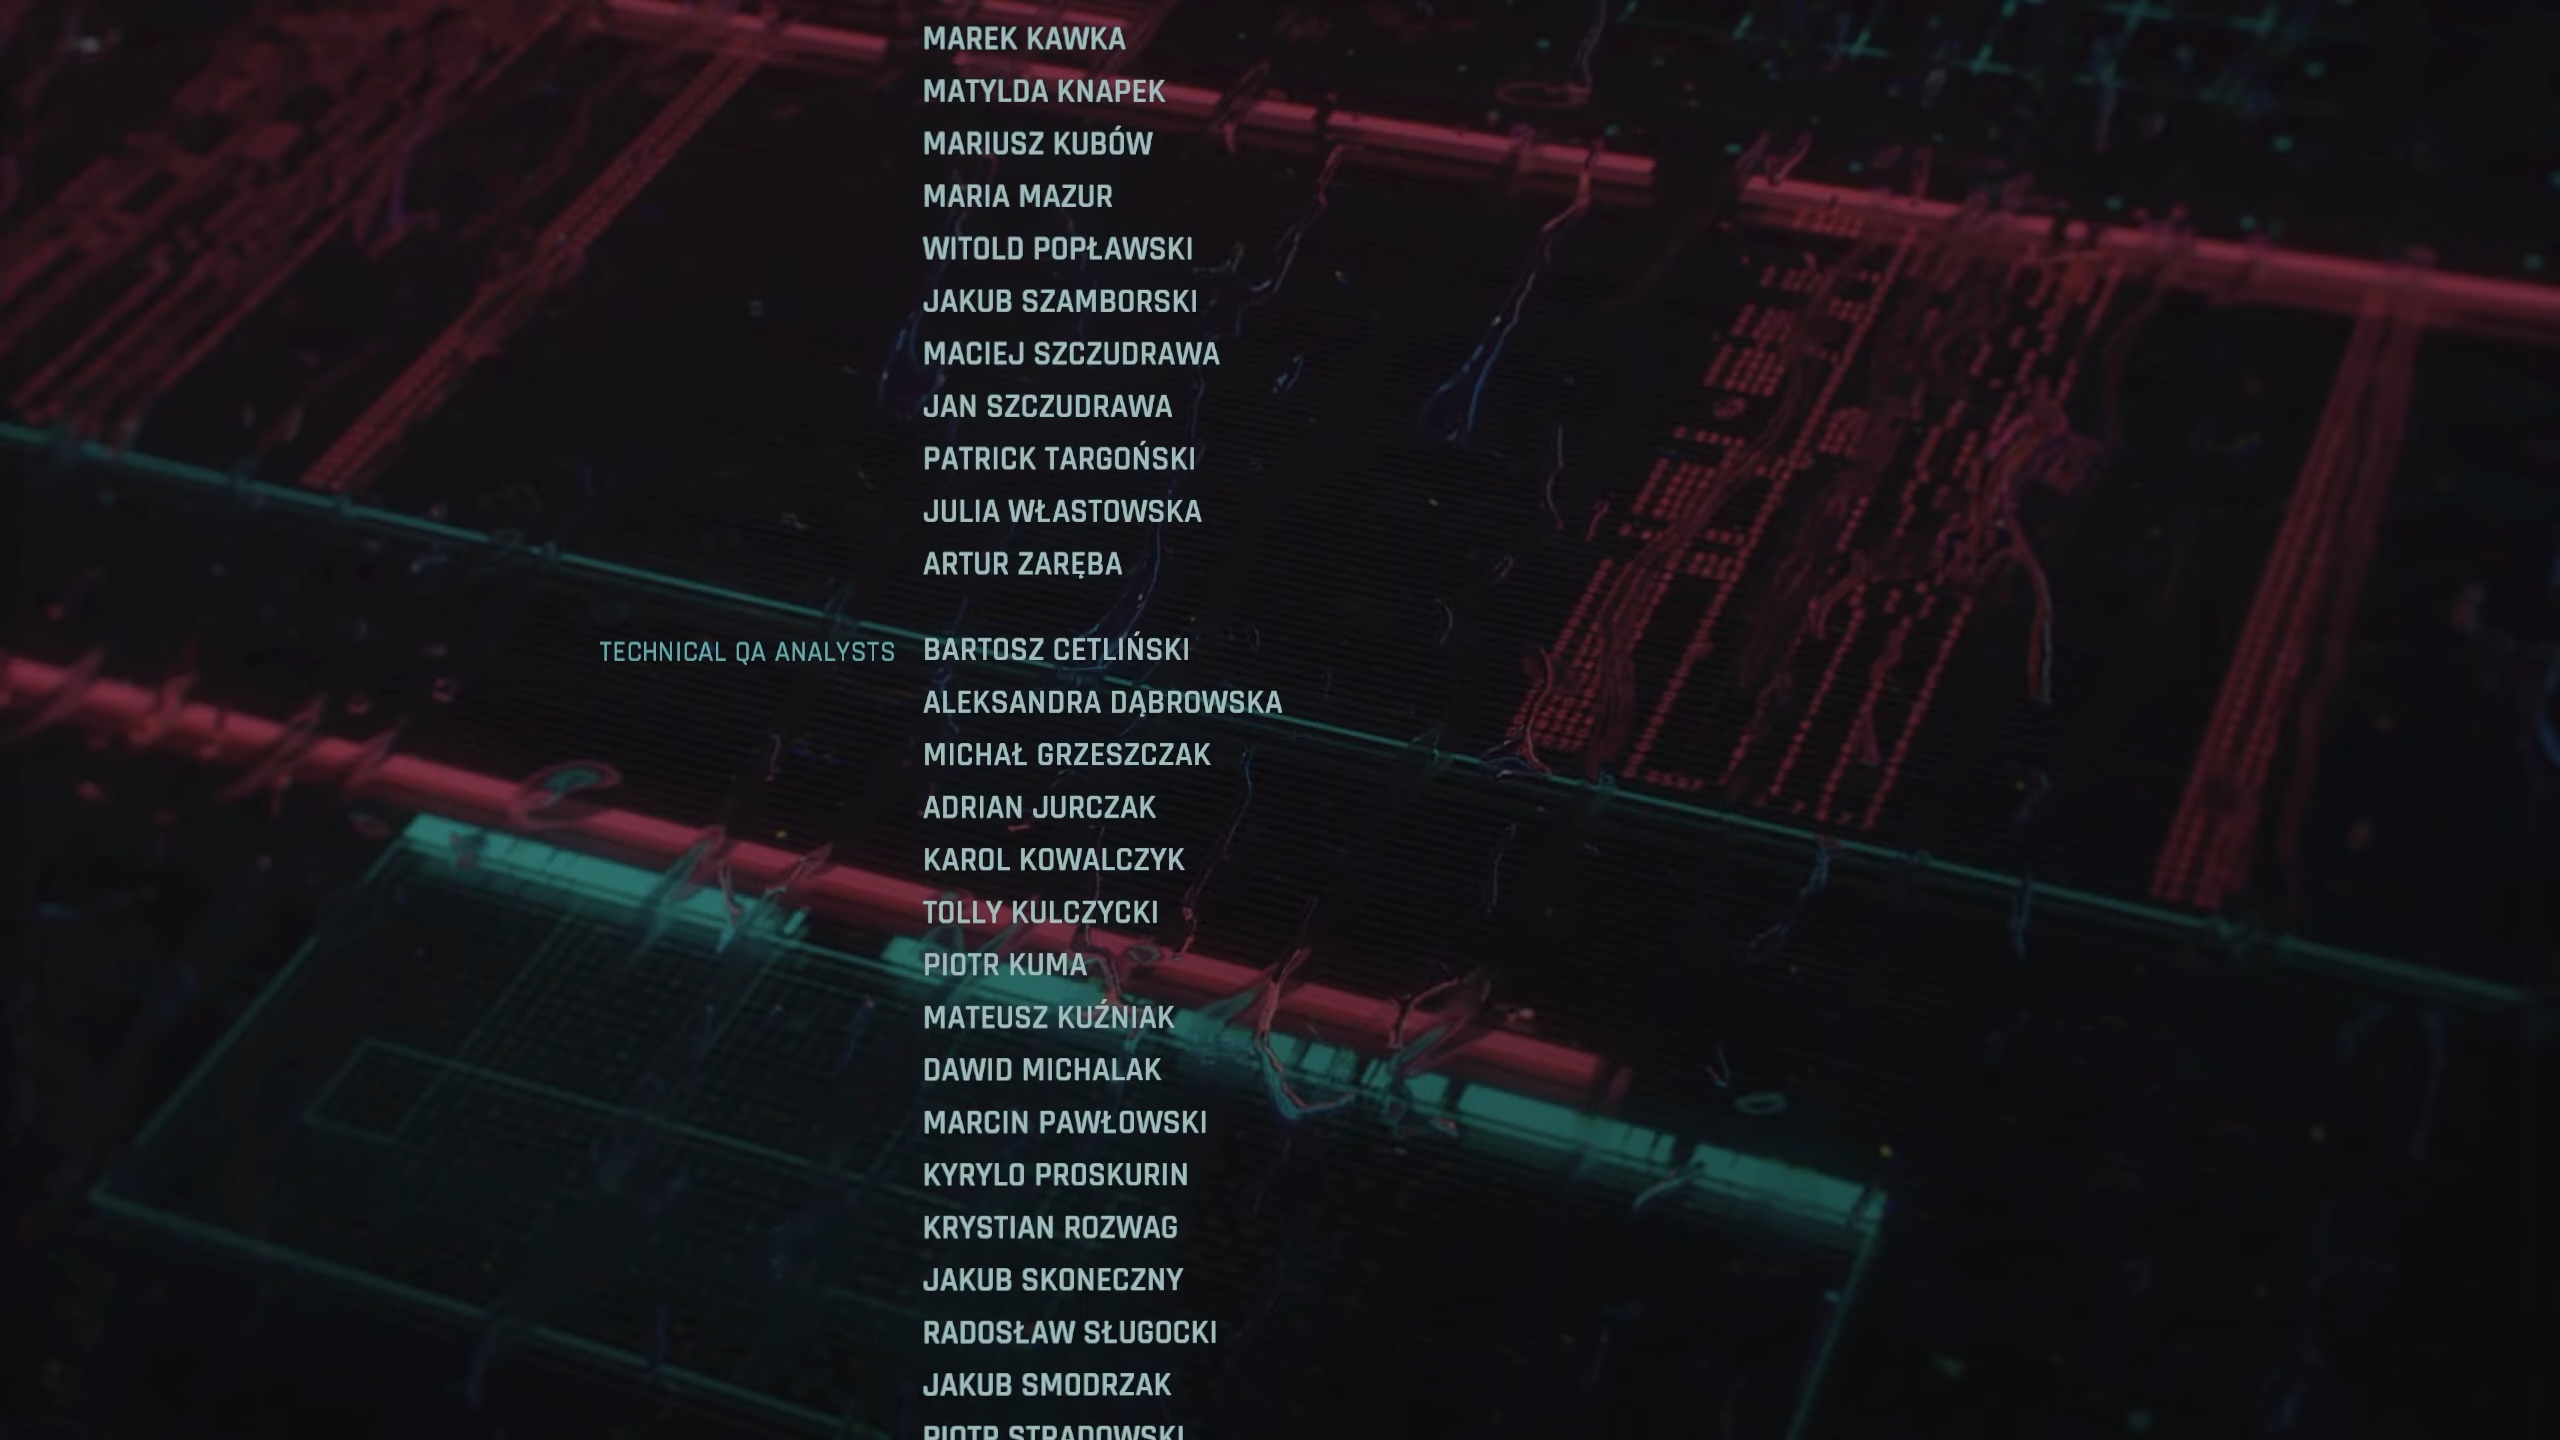 MAREK KAWKA
MATYLDA KNAPEK
MARIUSZ KUBÓW
MARIA MAZUR
WITOLD POPŁAWSKI
JAKUB SZAMBORSKI
MACIEJ SZCZUDRAWA
JAN SZCZUDRAWA
PATRICK TARGOŃSKI
JULIA WŁASTOWSKA
ARTUR ZARĘBA
TECHNICAL QA ANALYSTS BARTOSZ CETLIŃSKI
ALEKSANDRA DĄBROWSKA
MICHAŁ GRZESZCZAK
ADRIAN JURCZAK
KAROL KOWALCZYK
TOLLY KULCZYCKI
PIOTR KUMA
MATEUSZ KUŹNIAK
DAWID MICHALAK
MARCIN PAWŁOWSKI
KYRYLO PROSKURIN
KRYSTIAN ROZWAG
JAKUB SKONECZNY
RADOSŁAW SŁUGOCKI
JAKUB SMODRZAK
PIOTR STRADOWSKI